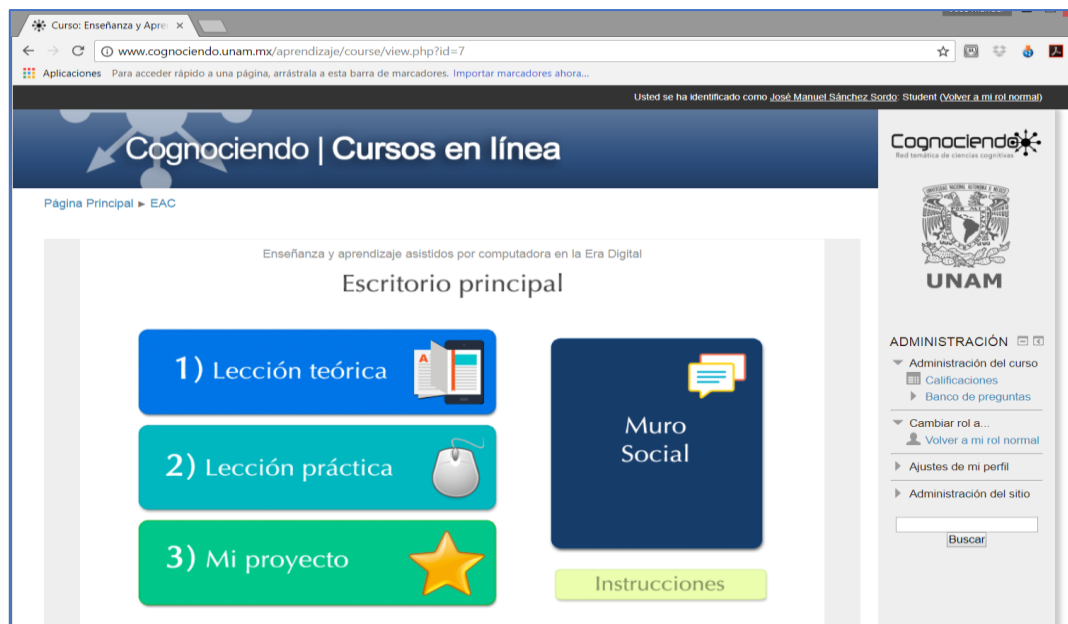 Curso: Enseñanza y Apre
www.cognociendo.unam.mx/aprendizaje/course/view.php?id=7
Aplicaciones Para acceder rápido a una página, arrástrala a esta barra de marcadores. Importar marcadores ahora...
Usted se ha identificado como José Manuel Sánchez Sordo: Student (Volver a mi rol normal)
Cognociendo | Cursos en línea
Página Principal ► EAC
Enseñanza y aprendizaje asistidos por computadora en la Era Digital
Escritorio principal
1) Lección teórica
A
2) Lección práctica
3) Mi proyecto
Muro
Social
Instrucciones
Cognociendo
Red temática de ciencias cognitivas
UNAM
ADMINISTRACIÓN
Administración del curso
Calificaciones
Banco de preguntas
Cambiar rol a...
Volver a mi rol normal
Ajustes de mi perfil
Administración del sitio
Buscar